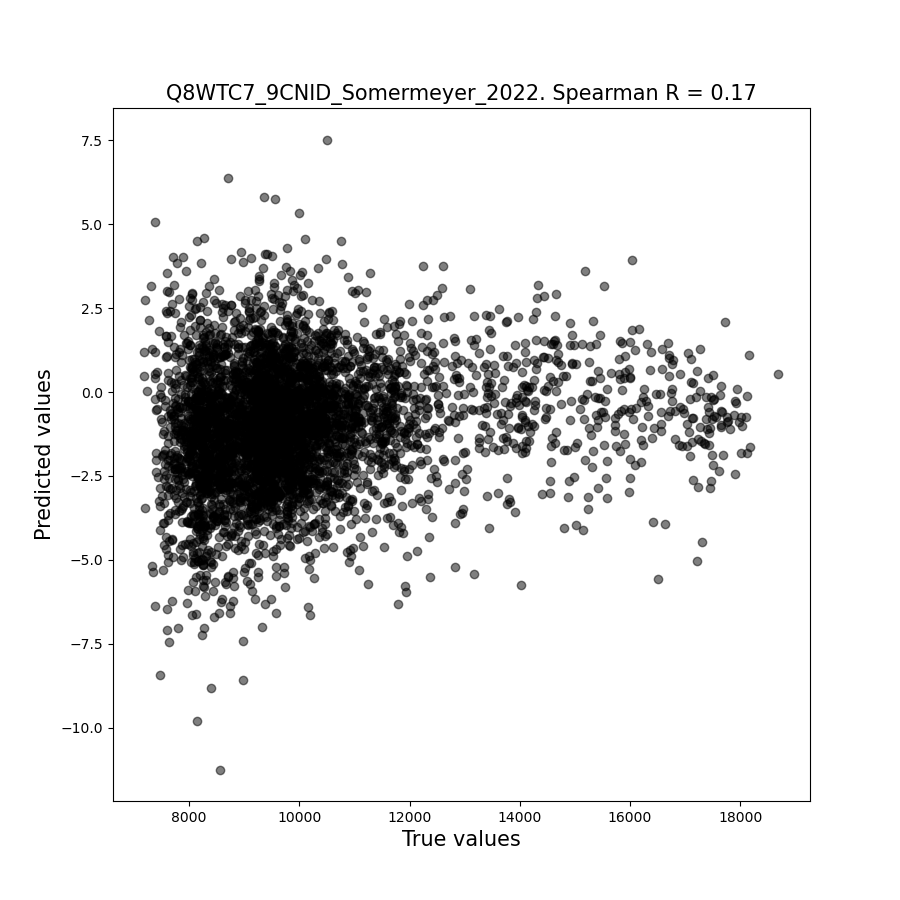 Q8WTC7_9CNID_Somermeyer_2022. Spearman R = 0.17
7.5
5.0
2.5
0.0
−2.5
−5.0
−7.5
−10.0
Predicted values
8000 10000 12000 14000 16000 18000
True values